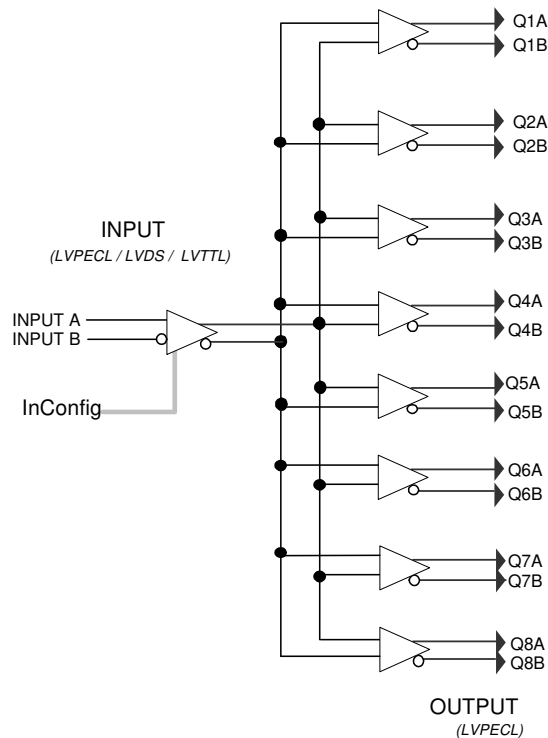 Q1A
Q1B
Q2A
Q2B
Q3A
Q3B
INPUT
(LVPECL / LVDS / LVTTL)
Q4A
Q4B
INPUT A
INPUT B
Q5A
Q5B
InConfig
Q6A
Q6B
Q7A
Q7B
Q8A
Q8B
OUTPUT
(LVPECL)